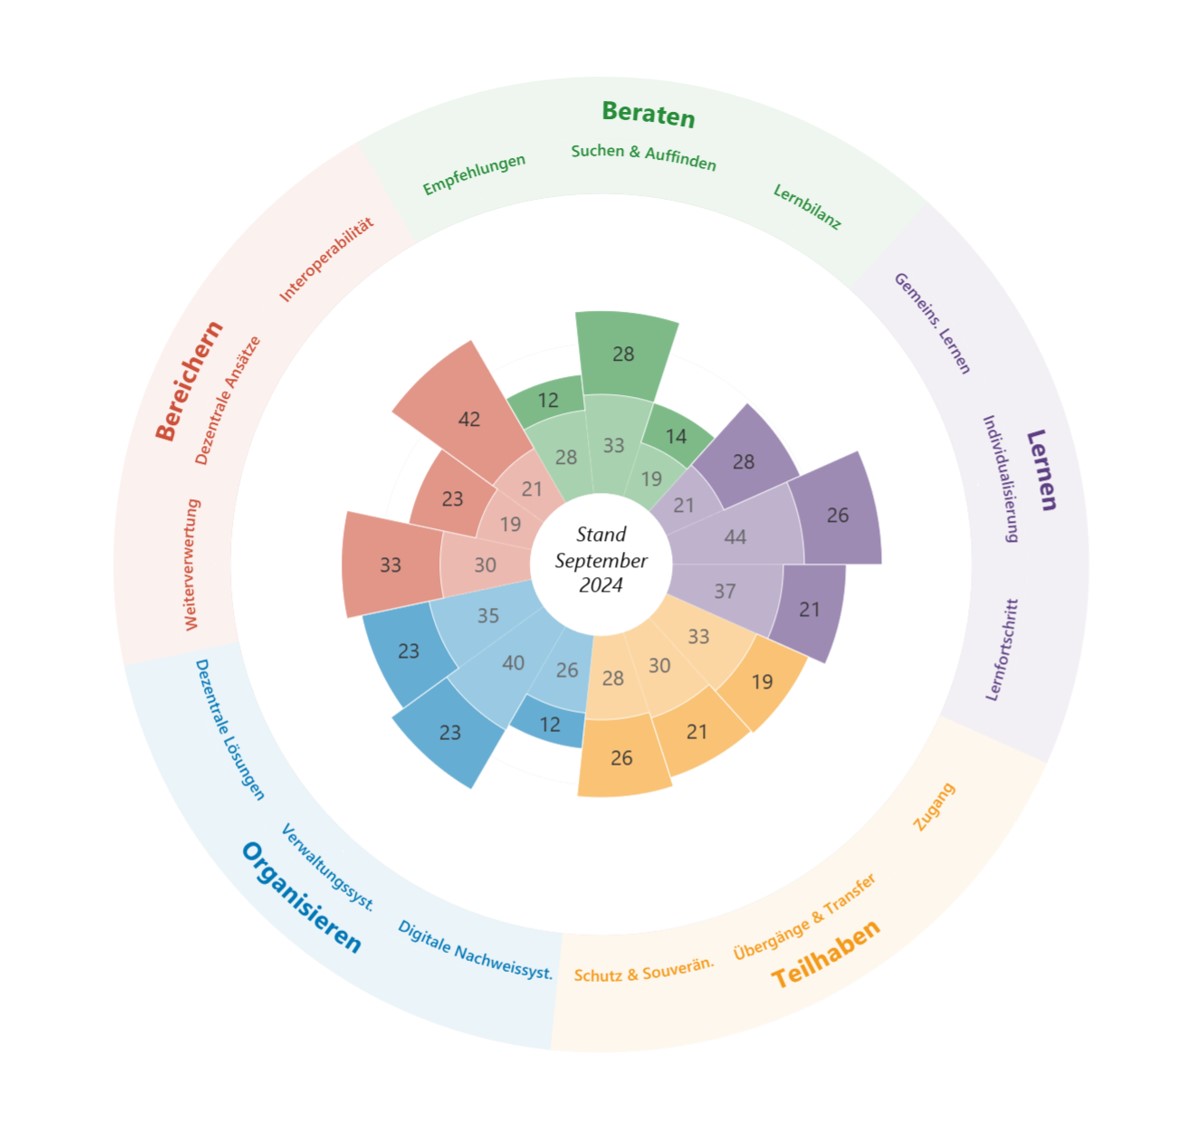 Beraten
Empfehlungen
Suchen & Auffinden
Lernbilanz
Lernen
Gemeins. Lernen
Individualisierung
Lernfortschritt
Teilhaben
Zugang
Übergänge & Transfer
Schutz & Souverän.
Organisieren
Digitale Nachweissyst.
Verwaltungssyst.
Dezentrale Lösungen
Bereichern
Weiterverwertung
Dezentrale Ansätze
Interoperabilität
Stand
September
2024
12
28
28
33
14
19
28
21
26
44
21
37
19
33
21
30
26
28
12
26
23
40
23
35
33
30
23
19
42
21